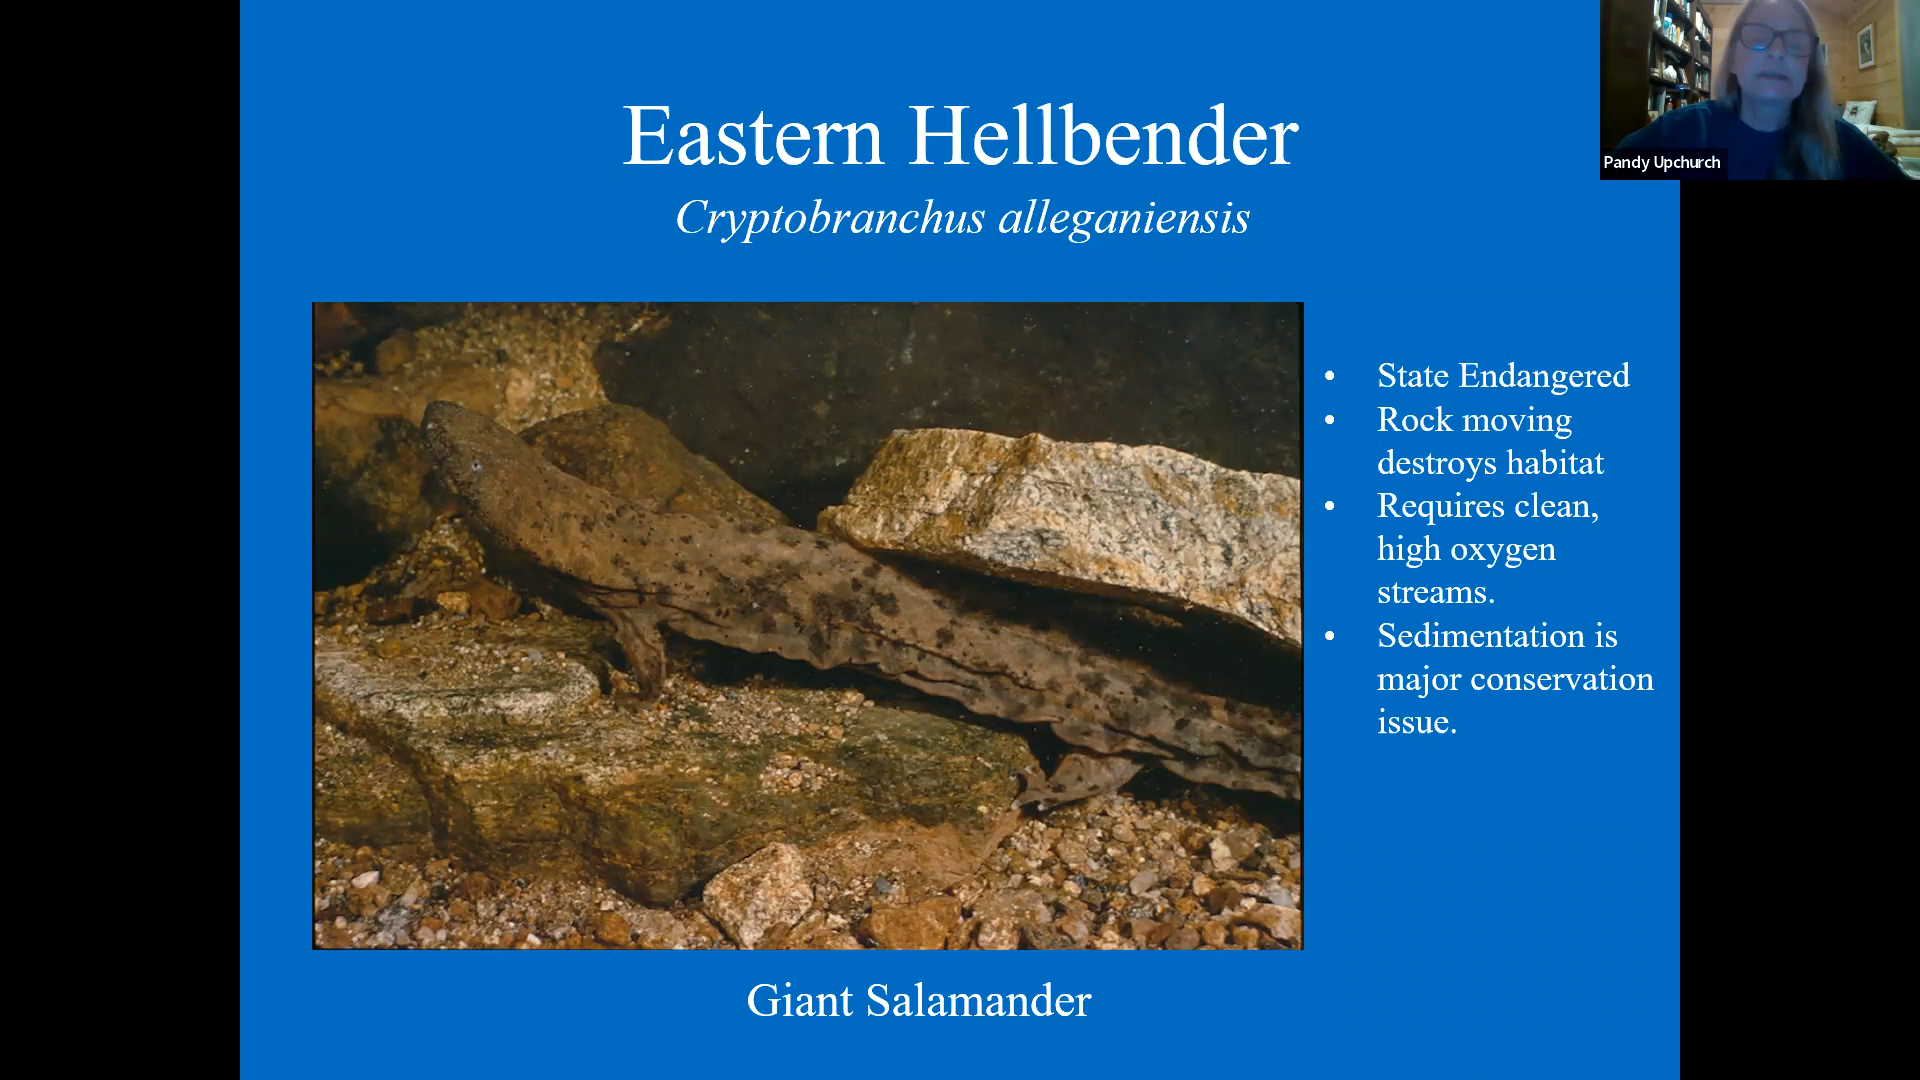 Eastern Hellbender
Cryptobranchus alleganiensis
Pandy Upchurch
• State Endangered
• Rock moving
destroys habitat
• Requires clean,
high oxygen
streams.
• Sedimentation is
major conservation
issue.
Giant Salamander